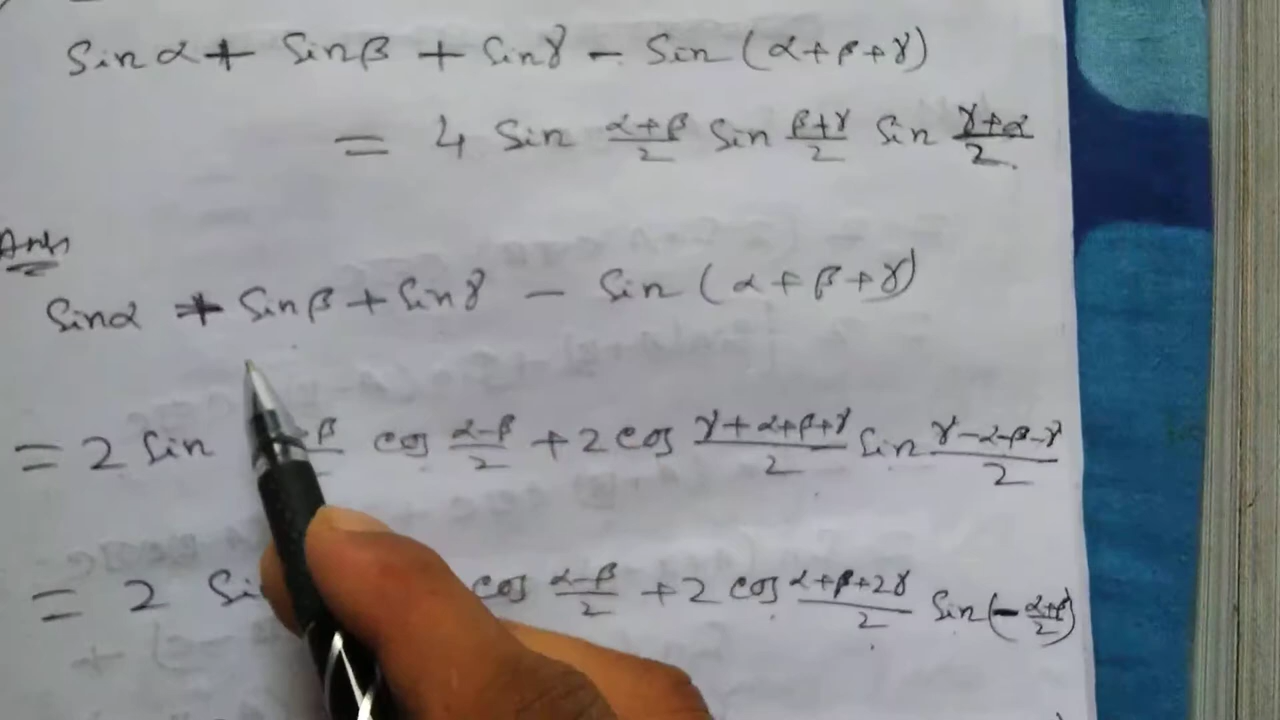 Sinα + Sinβ + Sinγ - Sin (α+β+γ)
= 4 Sin (α+β)/2 Sin (β+γ)/2 Sin (γ+α)/2
Ans
Sinα + Sinβ + Sinγ - Sin (α+β+γ)
= 2 Sin β cos (α-β)/2 + 2 cos (γ+α+β+γ)/2 Sin (γ-α-β-γ)/2
= 2 cos (α-β)/2 + 2 cos (α+β+2γ)/2 Sin (- (α+β)/2)